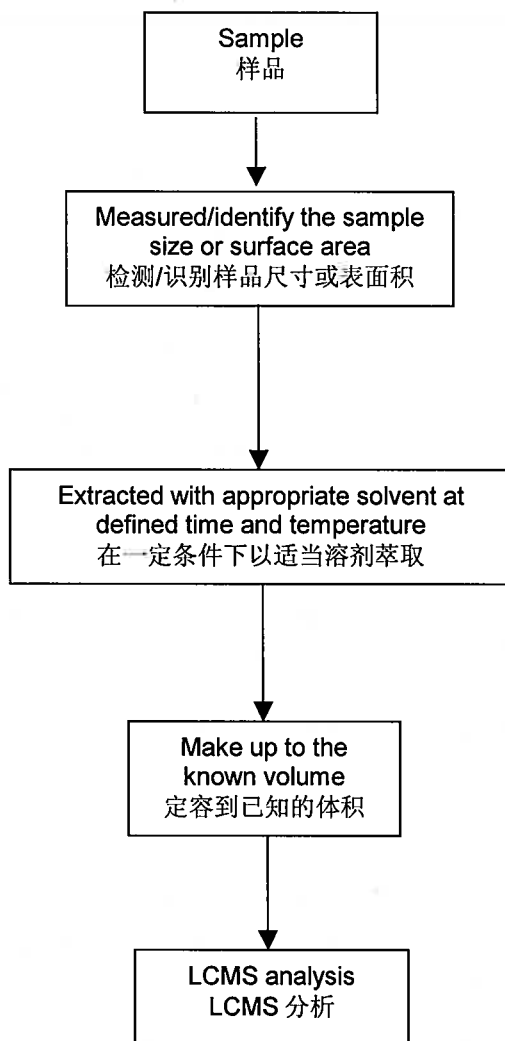 Sample
样品
Measured/identify the sample
size or surface area
检测/识别样品尺寸或表面积
Extracted with appropriate solvent at
defined time and temperature
在一定条件下以适当溶剂萃取
Make up to the
known volume
定容到已知的体积
LCMS analysis
LCMS 分析